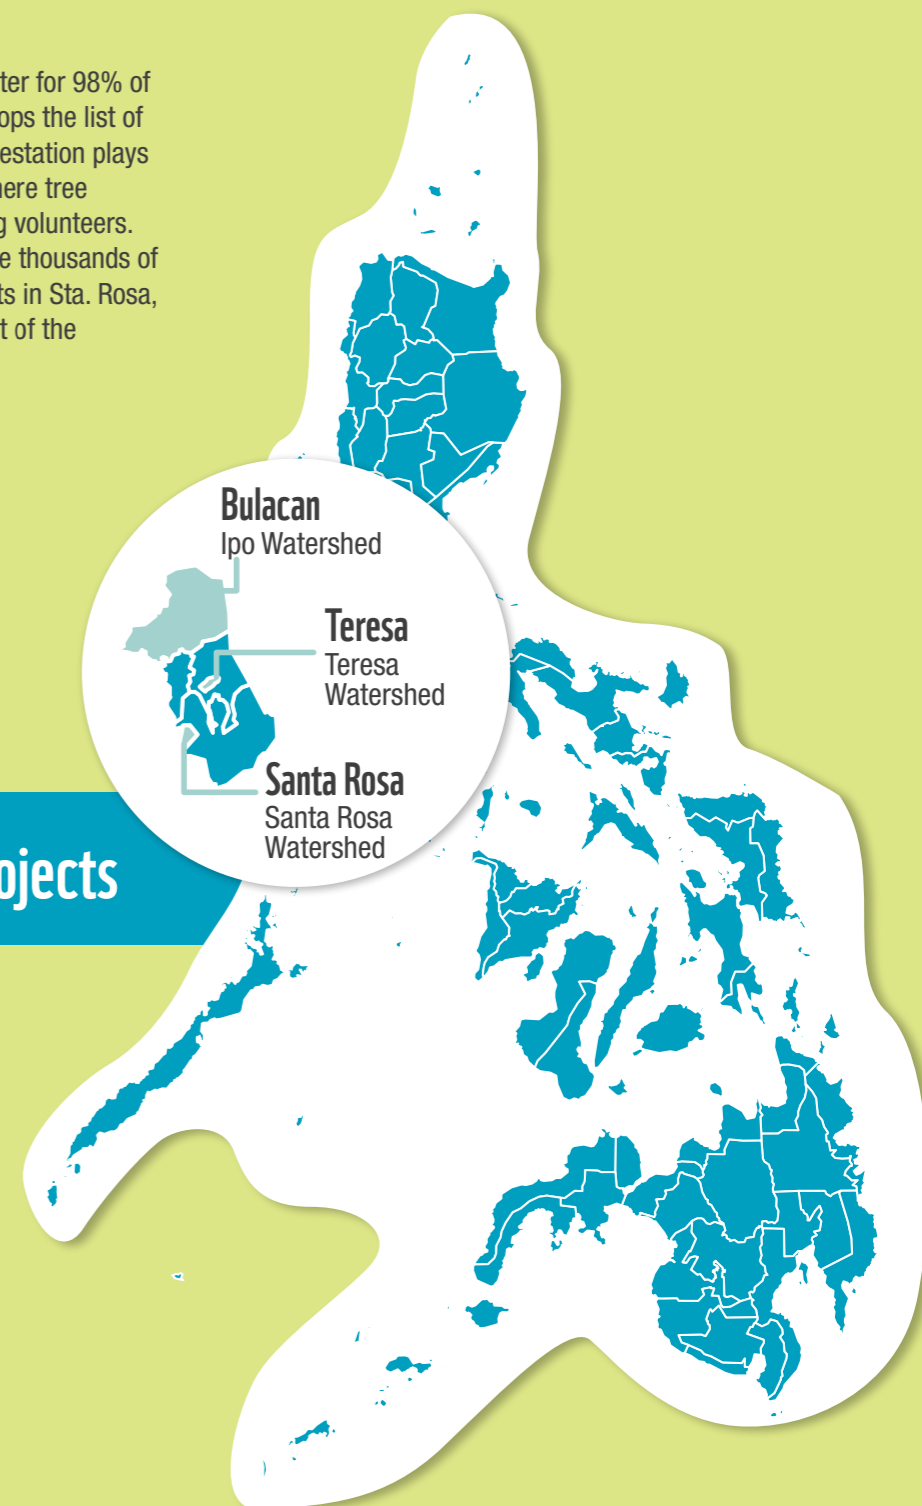 ter for 98% of
ops the list of
estation plays
nere tree
g volunteers.
e thousands of
ts in Sta. Rosa,
t of the
Bulacan
Ipo Watershed
Teresa
Teresa
Watershed
Santa Rosa
Santa Rosa
Watershed
ojects